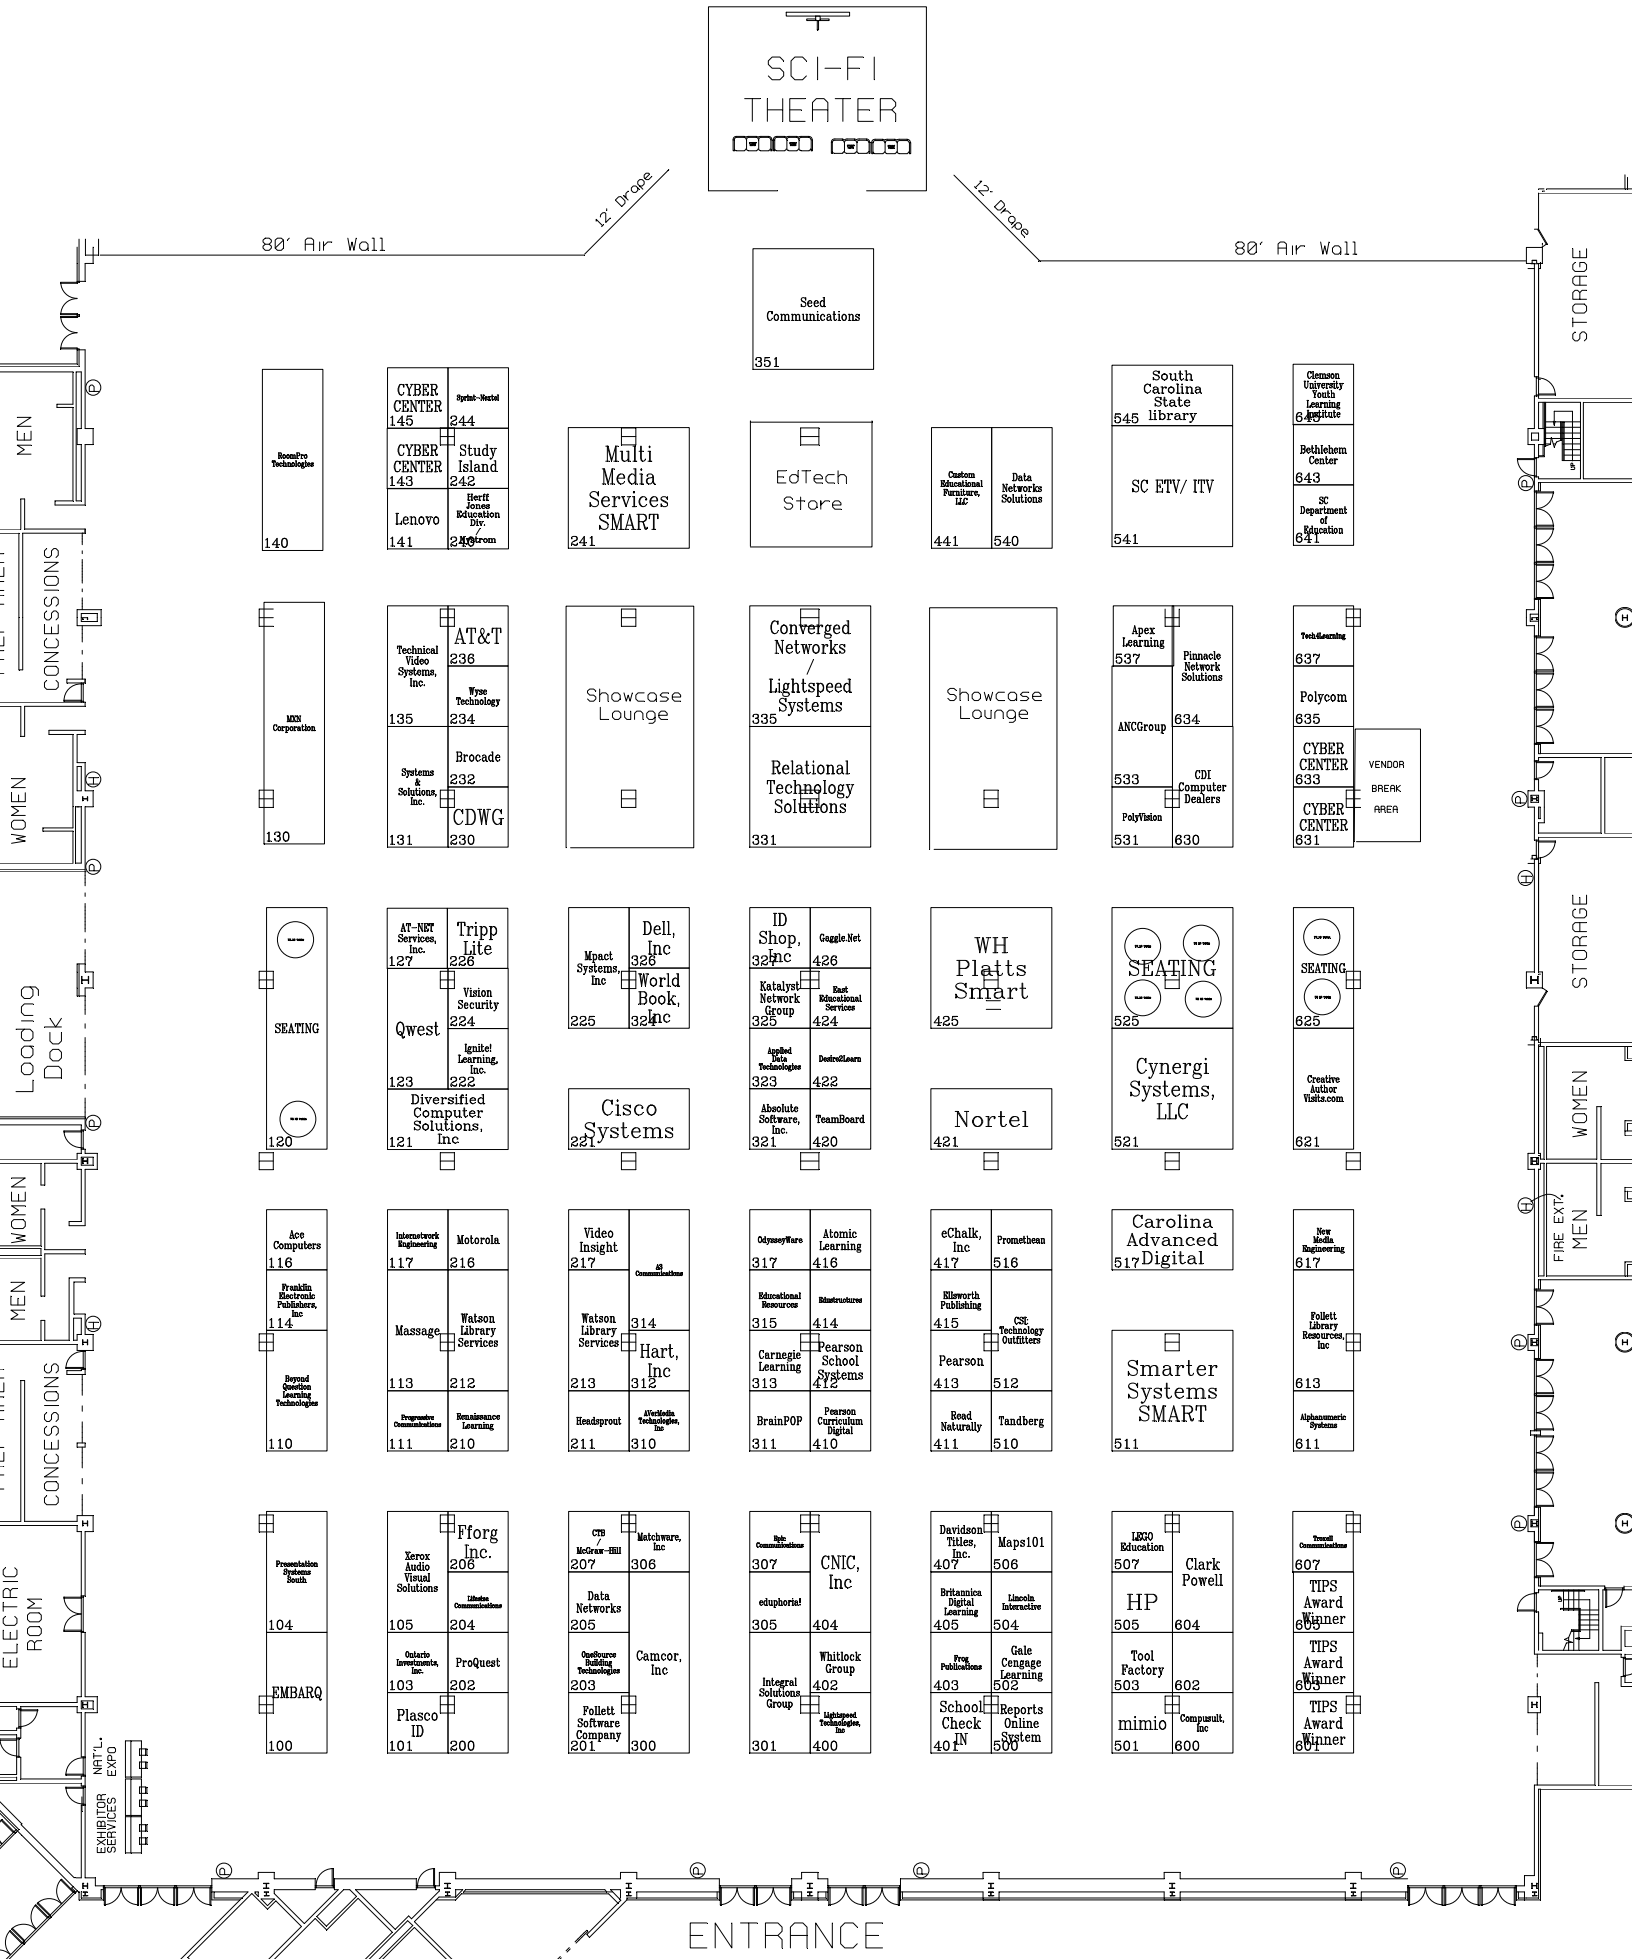 SCI-FI
THEATER
12' Drape
12' Drape
80' Air Wall
80' Air Wall
STORAGE
Seed
Communications
351
MEN
RoomPro
Technologies
140
CYBER
CENTER
145
Sprint-Nextel
244
CYBER
CENTER
143
Study
Island
242
Lenovo
141
Herff
Jones
Education
Div.
/
Nystrom
240
Multi
Media
Services
SMART
241
EdTech
Store
Custom
Educational
Furniture,
LLC
441
Data
Networks
Solutions
540
South
Carolina
State
library
545
SC ETV/ ITV
541
Clemson
University
Youth
Learning
Institute
645
Bethlehem
Center
643
SC
Department
of
Education
641
UP
CONCESSIONS
MXN
Corporation
130
Technical
Video
Systems,
Inc.
135
AT&T
236
Wyse
Technology
234
Systems
&
Solutions,
Inc.
131
Brocade
232
CDWG
230
Showcase
Lounge
Converged
Networks
/
Lightspeed
Systems
335
Relational
Technology
Solutions
331
Showcase
Lounge
Apex
Learning
537
Pinnacle
Network
Solutions
634
ANCGroup
533
CDI
Computer
Dealers
630
PolyVision
531
Tech4Learning
637
Polycom
635
CYBER
CENTER
633
CYBER
CENTER
631
VENDOR
BREAK
AREA
WOMEN
Loading
Dock
SEATING
120
AT-NET
Services,
Inc.
127
Tripp
Lite
226
Qwest
123
Vision
Security
224
Ignite!
Learning,
Inc.
222
Diversified
Computer
Solutions,
Inc
121
Mpact
Systems,
Inc
225
Dell,
Inc
326
World
Book,
Inc
324
Cisco
Systems
221
ID
Shop,
Inc
327
Gaggle.Net
426
Katalyst
Network
Group
325
East
Educational
Services
424
Applied
Data
Technologies
323
Desire2Learn
422
Absolute
Software,
Inc.
321
TeamBoard
420
WH
Platts
Smart
425
Nortel
421
SEATING
525
Cynergi
Systems,
LLC
521
SEATING
625
Creative
Author
Visits.com
621
STORAGE
WOMEN
FIRE EXT.
MEN
WOMEN
MEN
CONCESSIONS
Ace
Computers
116
Franklin
Electronic
Publishers,
Inc
114
Beyond
Question
Learning
Technologies
110
Internetwork
Engineering
117
Motorola
216
Massage
113
Watson
Library
Services
212
Progressive
Communications
111
Renaissance
Learning
210
Video
Insight
217
A3
Communications
314
Watson
Library
Services
213
Hart,
Inc
312
Headsprout
211
AVerMedia
Technologies,
Inc
310
OdysseyWare
317
Atomic
Learning
416
Educational
Resources
315
Edustructures
414
Carnegie
Learning
313
Pearson
School
Systems
412
BrainPOP
311
Pearson
Curriculum
Digital
410
eChalk,
Inc
417
Promethean
516
Ellsworth
Publishing
415
CSI:
Technology
Outfitters
512
Pearson
413
Read
Naturally
411
Tandberg
510
Carolina
Advanced
Digital
517
Smarter
Systems
SMART
511
New
Media
Engineering
617
Follett
Library
Resources,
Inc
613
Alphanumeric
Systems
611
ELECTRIC
ROOM
Presentation
Systems
South
104
EMBARQ
100
Xerox
Audio
Visual
Solutions
105
Fforg
Inc.
206
Lifesize
Communications
204
Ontario
Investments,
Inc.
103
ProQuest
202
Plasco
ID
101
200
CTB
/
McGraw-Hill
207
Matchware,
Inc
306
Data
Networks
205
OneSource
Building
Technologies
203
Camcor,
Inc
300
Follett
Software
Company
201
Epic
Communications
307
CNIC,
Inc
404
eduphoria!
305
Integral
Solutions
Group
301
Whitlock
Group
402
Lightspeed
Technologies,
Inc
400
Davidson
Titles,
Inc.
407
Maps101
506
Britannica
Digital
Learning
405
Lincoln
Interactive
504
Frog
Publications
403
Gale
Cengage
Learning
502
School
Check
IN
401
Reports
Online
System
500
LEGO
Education
507
Clark
Powell
604
HP
505
Tool
Factory
503
602
mimio
501
Compusult,
Inc
600
Troxell
Communications
607
TIPS
Award
Winner
605
TIPS
Award
Winner
603
TIPS
Award
Winner
601
UP
EXHIBITOR
SERVICES
NAT'L.
EXPO
ENTRANCE